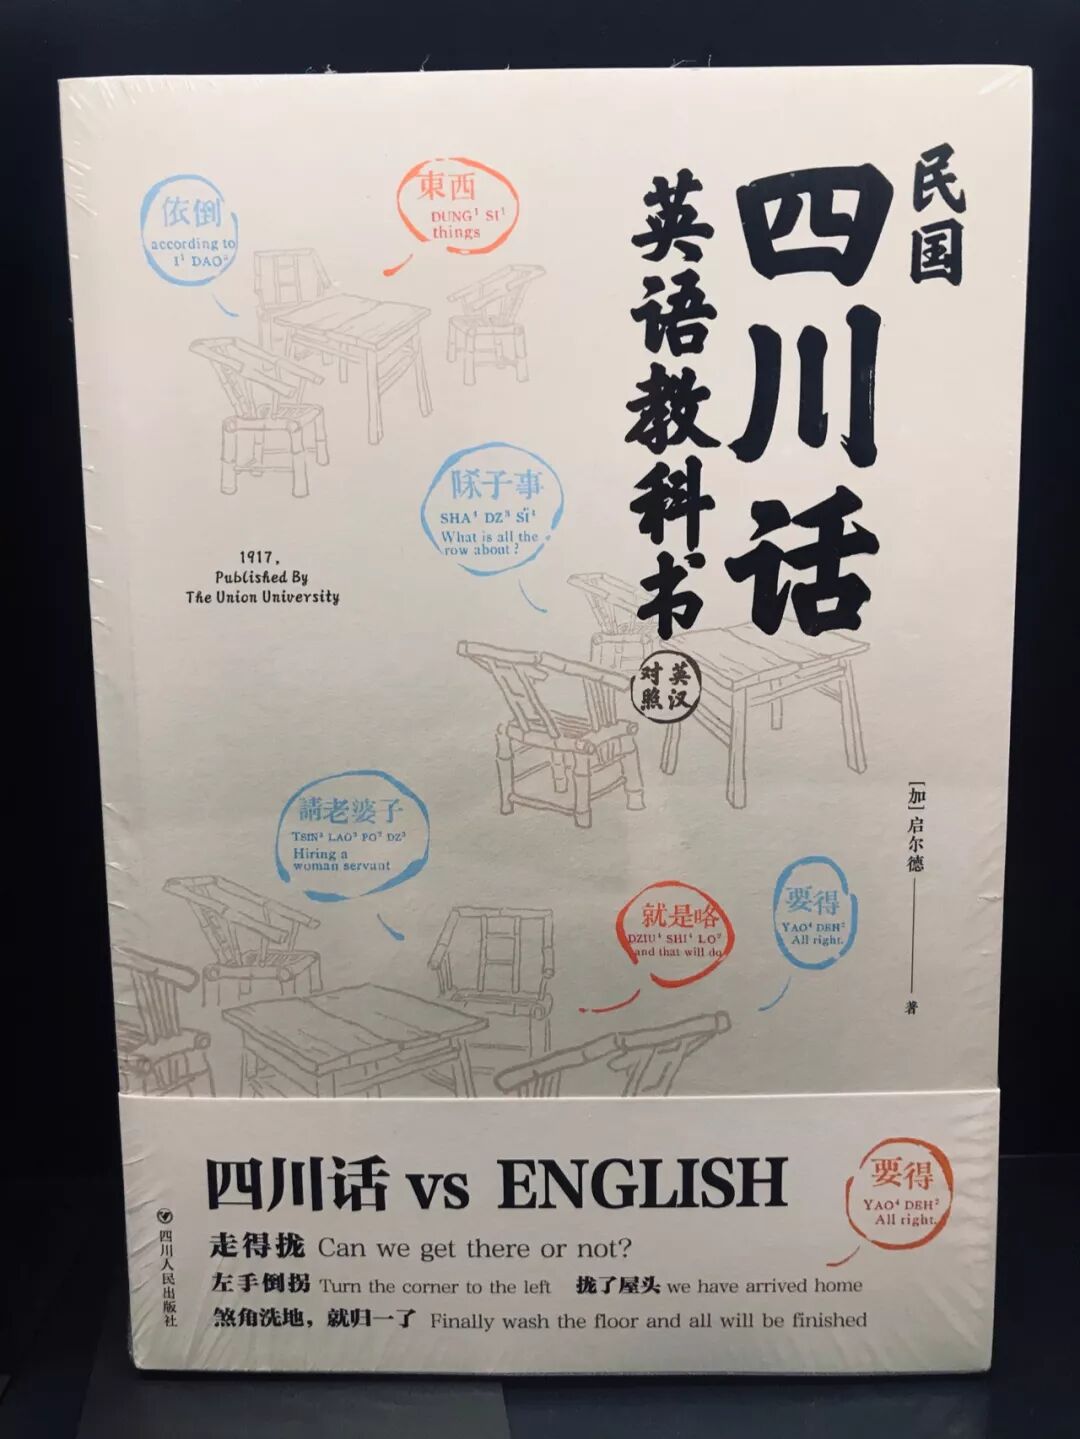 民国
四川话
英语教科书
英汉
对照
[加]启尔德——著
依倒
according to
I¹ DAO³
東西
DUNG¹ SI¹
things
SHA⁴ DZ³ SÏ⁴
What is all the
row about?
1917,
Published By
The Union University
請老婆子
TSIN³ LAO³ PO² DZ³
Hiring a
woman servant
就是咯
DZIU⁴ SHI⁴ LO²
and that will do
要得
YAO⁴ DEH²
All right.
四川话 vs ENGLISH
走得拢 Can we get there or not?
左手倒拐 Turn the corner to the left 拢了屋头 we have arrived home
煞角洗地，就归一了 Finally wash the floor and all will be finished
要得
YAO⁴ DEH²
All right.
四川人民出版社